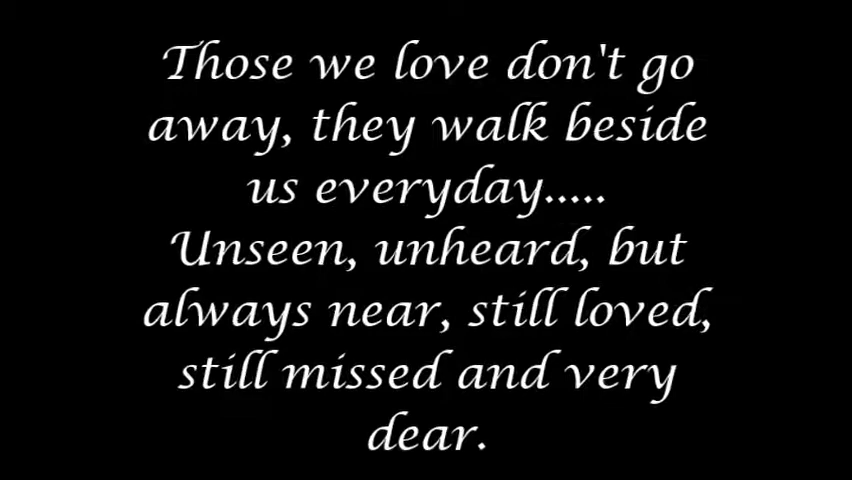 Those we love don't go
away, they walk beside
us everyday.....
Unseen, unheard, but
always near, still loved,
still missed and very
dear.